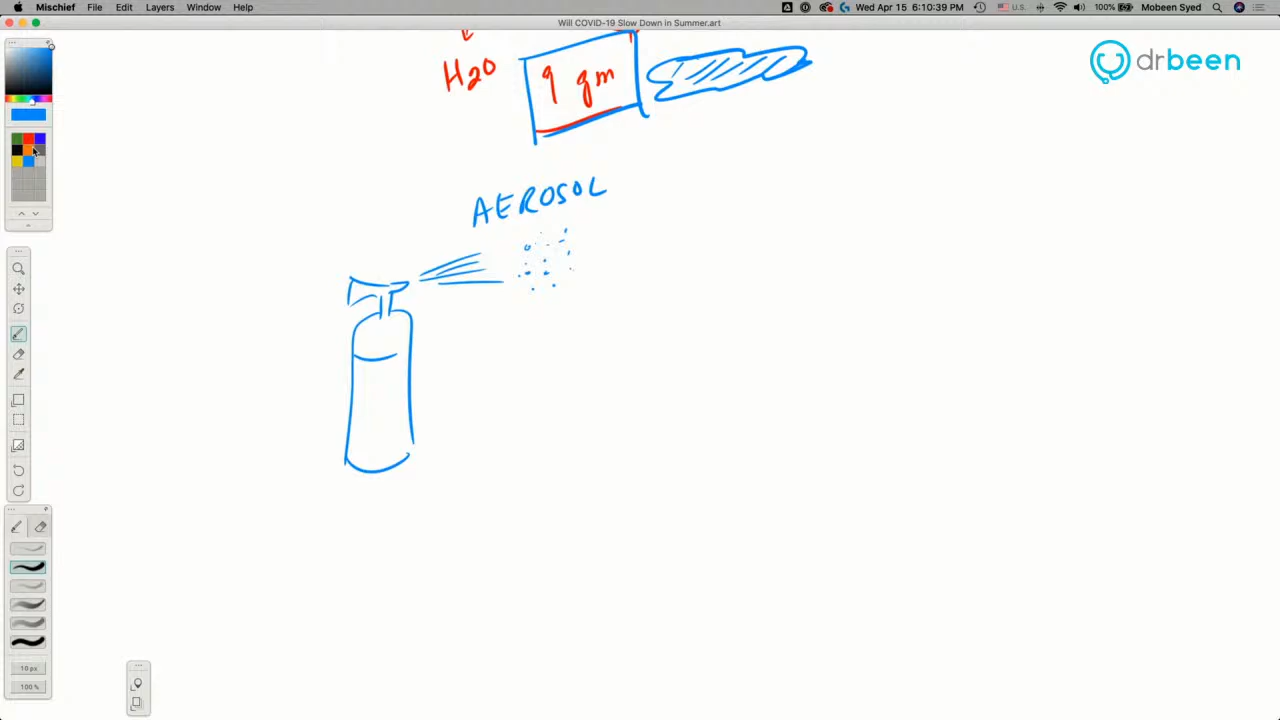 Mischief File Edit Layers Window Help
100% U.S. Wed Apr 15 6:10:39 PM Mobeen Syed
Will COVID-19 Slow Down in Summer.art
drbeen
H2O
9 gm
AEROSOL
10 px
100%